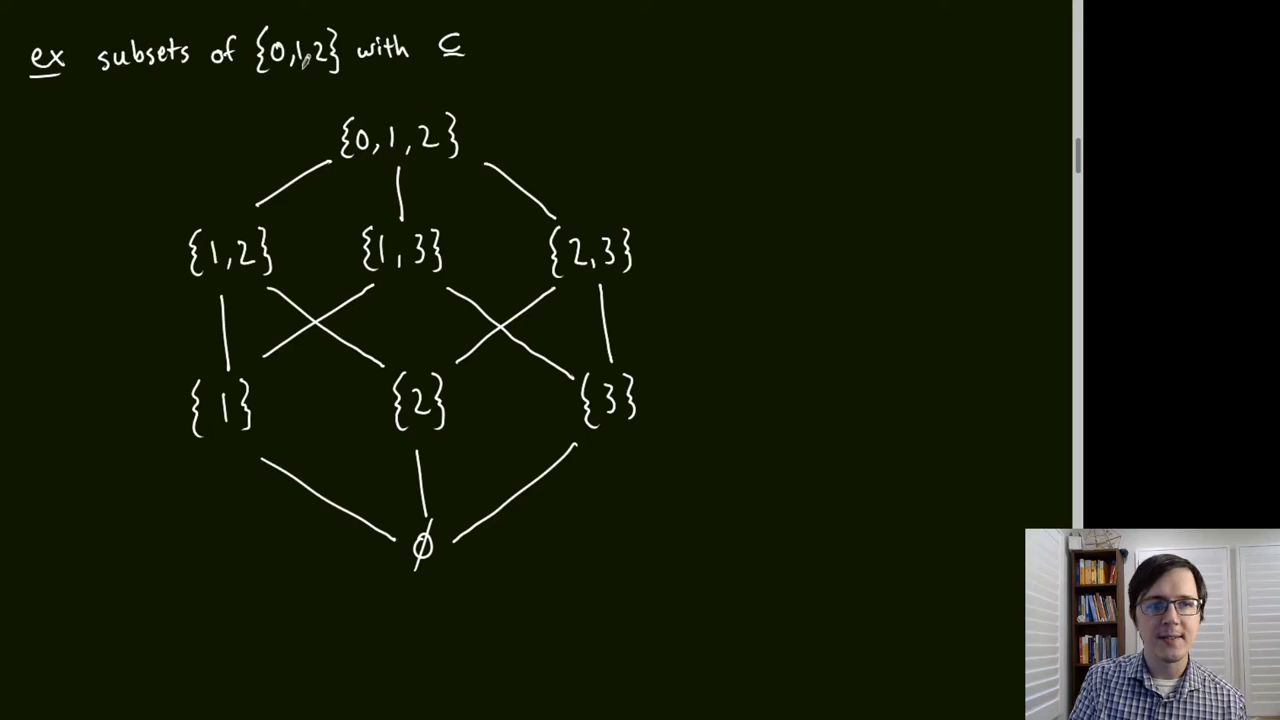 ex subsets of {0,1,2} with ⊆
{0,1,2}
{1,2} {1,3} {2,3}
{1} {2} {3}
∅